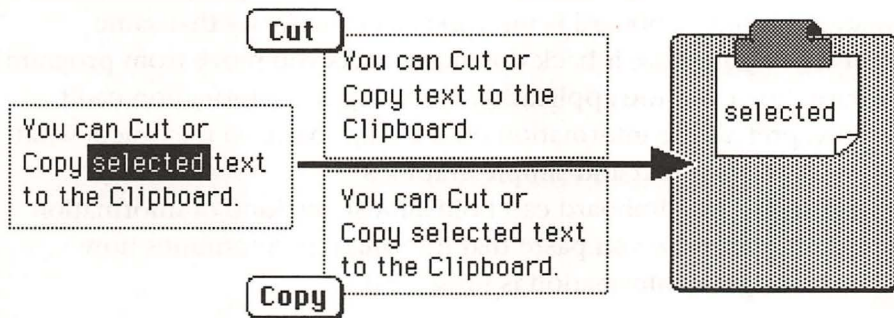 Cut
You can Cut or
Copy text to the
Clipboard.
You can Cut or
Copy selected text
to the Clipboard.
You can Cut or
Copy selected text
to the Clipboard.
Copy
selected